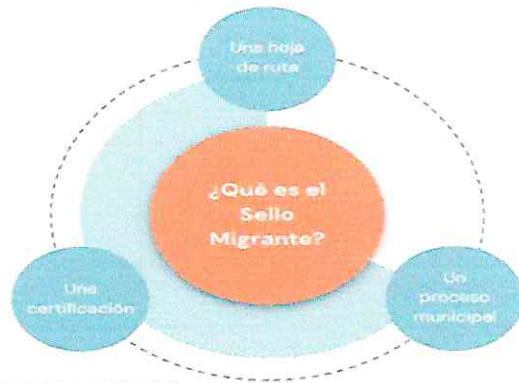 Una hoja
de ruta
¿Qué es el
Sello
Migrante?
Una
certificación
Un
proceso
municipal